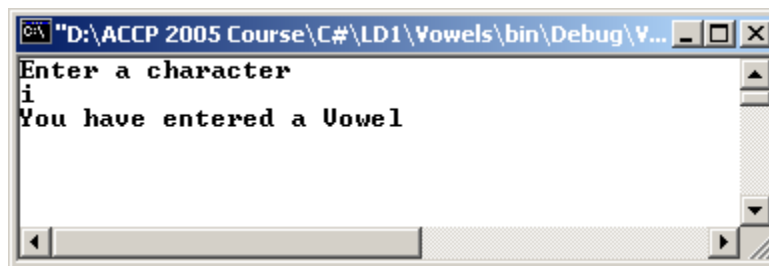 "D:\ACCP 2005 Course\C#\LD1\Vowels\bin\Debug\V...
Enter a character
i
You have entered a Vowel